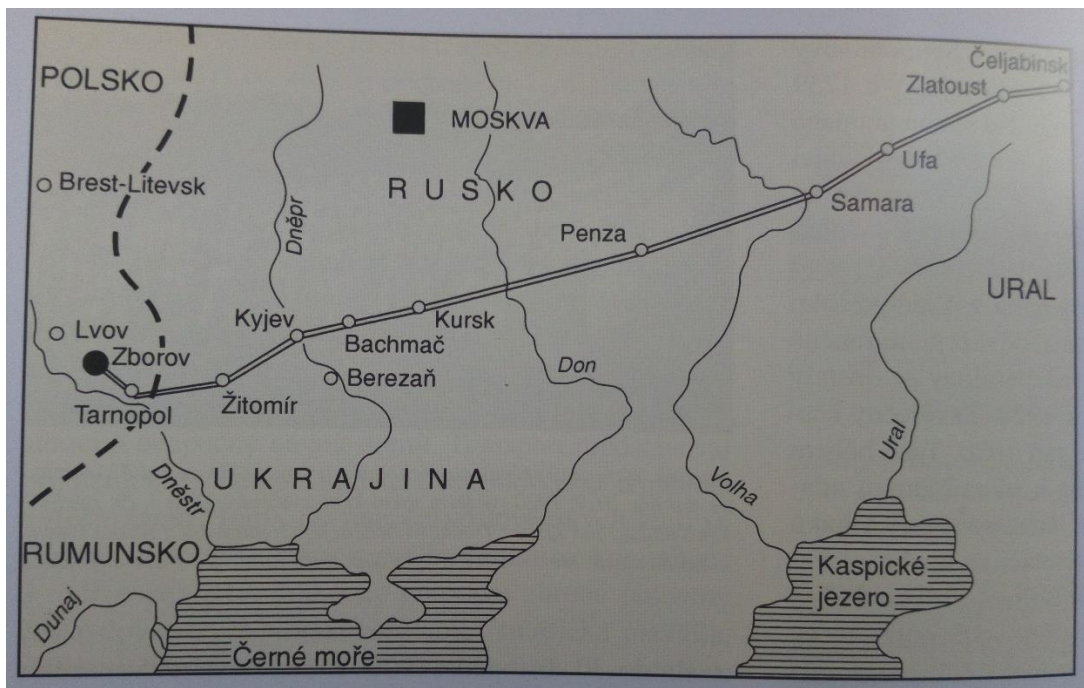 POLSKO
Čeljabinsk
Zlatoust
MOSKVA
Brest-Litevsk
RUSKO
Ufa
Samara
Dněpr
Penza
URAL
Lvov
Kyjev
Kursk
Zborov
Bachmač
Don
Berezaň
Tarnopol
Žitomír
Ural
UKRAJINA
Volha
Dněstr
RUMUNSKO
Kaspické
jezero
Dunaj
Černé moře